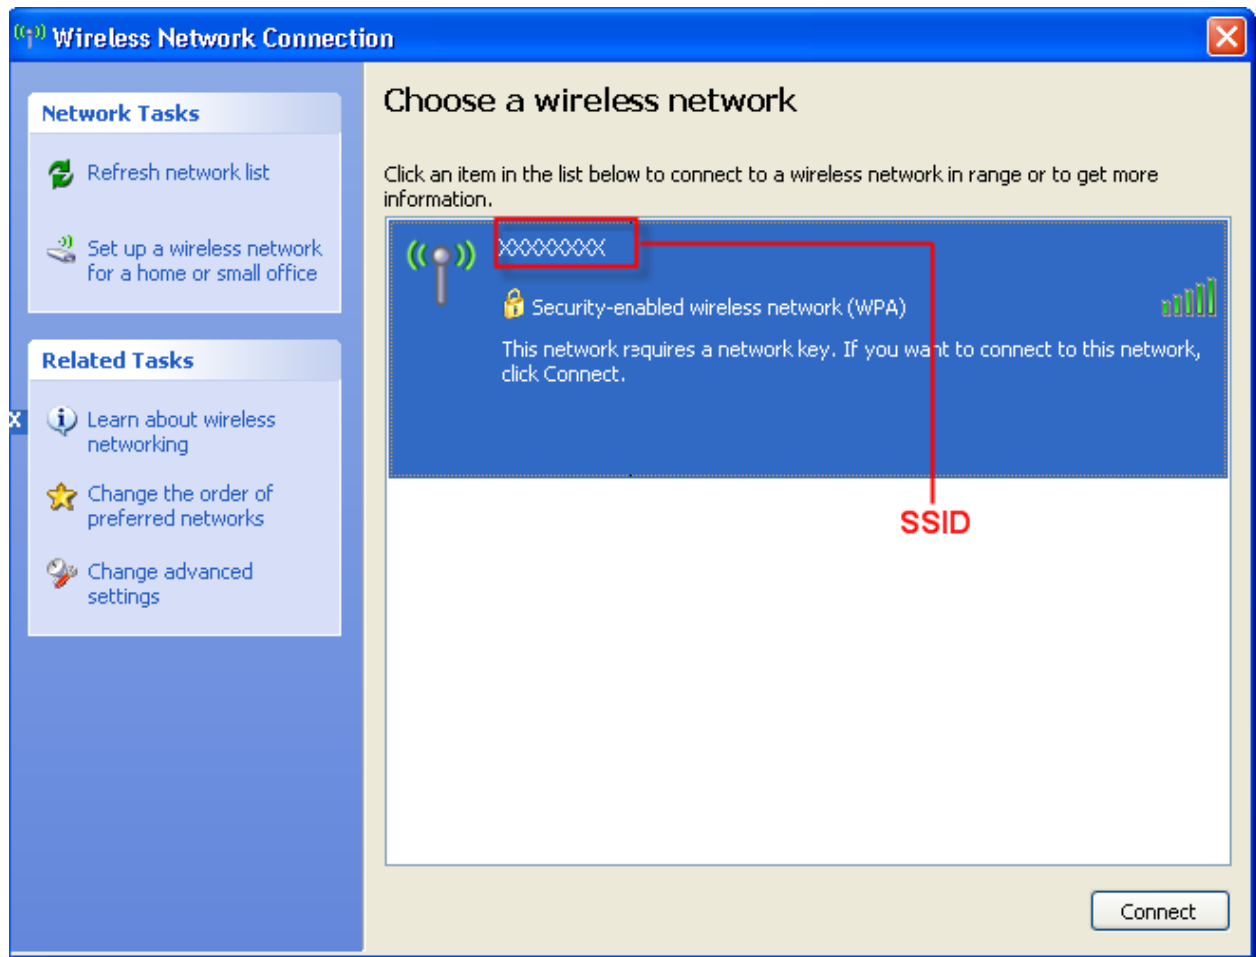 Wireless Network Connection
Network Tasks
Refresh network list
Set up a wireless network
for a home or small office
Related Tasks
X
Learn about wireless
networking
Change the order of
preferred networks
Change advanced
settings
Choose a wireless network
Click an item in the list below to connect to a wireless network in range or to get more
information.
XXXXXXXX
Security-enabled wireless network (WPA)
This network requires a network key. If you want to connect to this network,
click Connect.
SSID
Connect